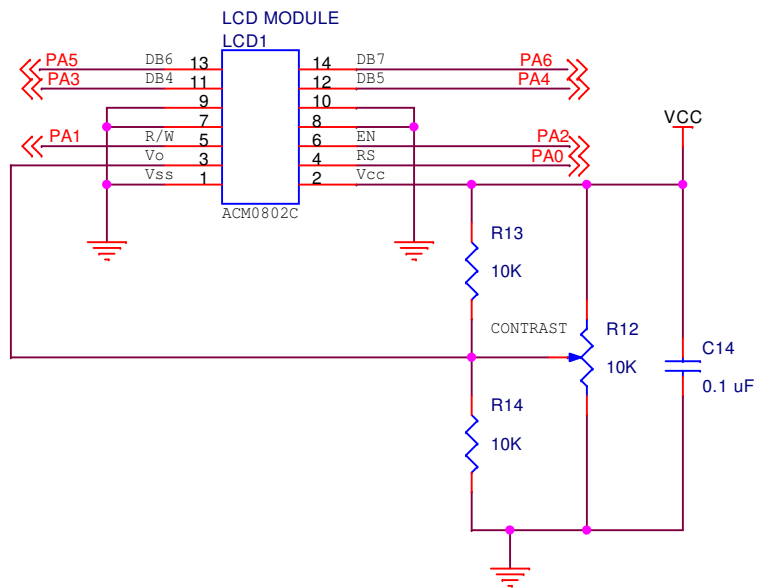 LCD MODULE
LCD1
PA5 DB6 13 14 DB7 PA6
PA3 DB4 11 12 DB5 PA4
9 10
7 8
PA1 R/W 5 6 EN PA2
Vo 3 4 RS PA0
Vss 1 2 Vcc
ACM0802C
VCC
R13
10K
CONTRAST
R12
10K
C14
0.1 uF
R14
10K